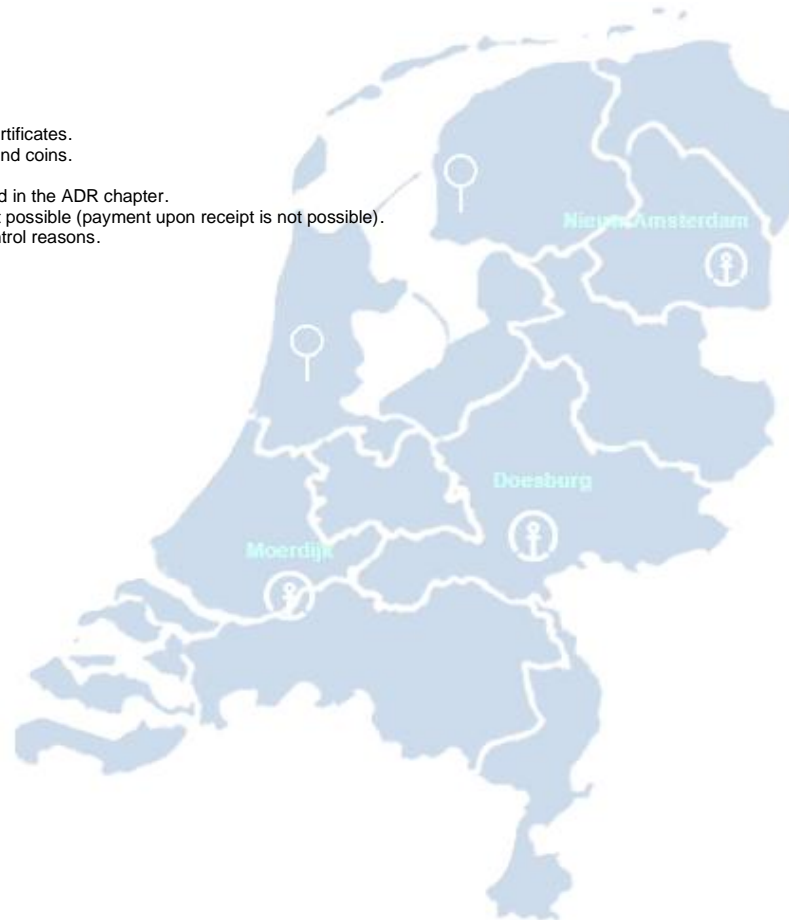 rtificates.
nd coins.
d in the ADR chapter.
t possible (payment upon receipt is not possible).
ntrol reasons.
Nieuw Amsterdam
Doesburg
Moerdijk